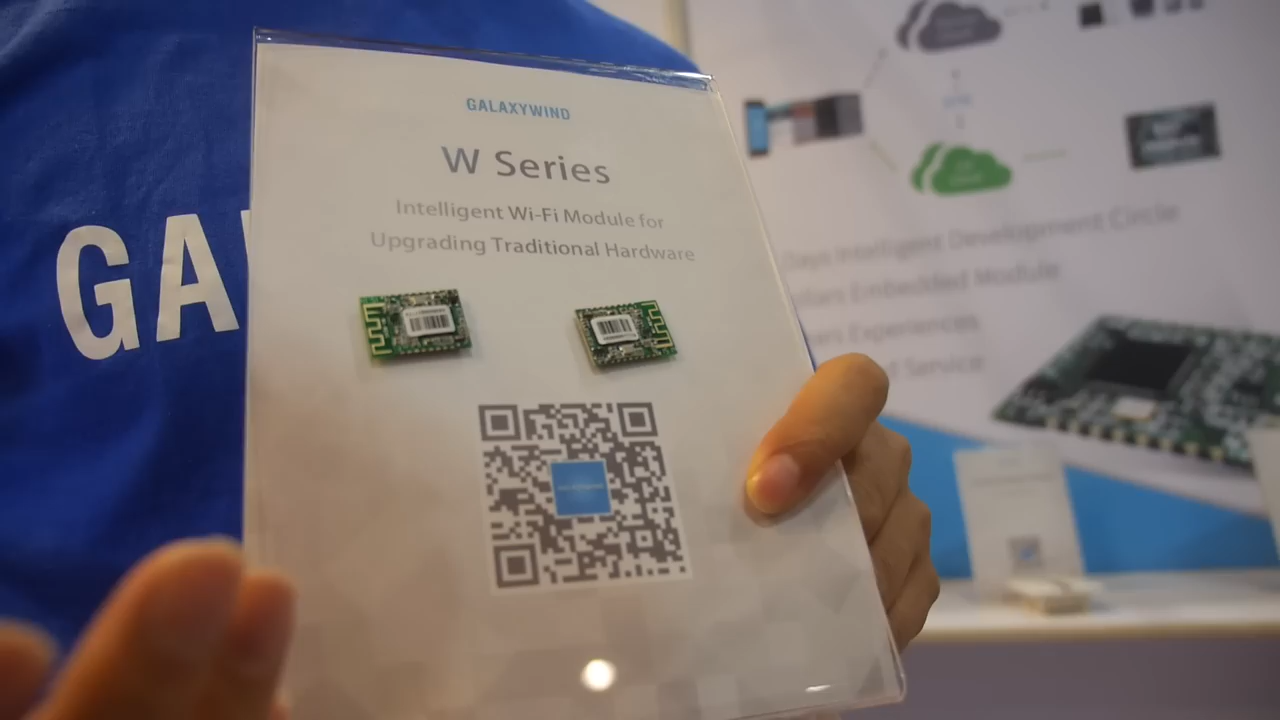 GALAXYWIND
W Series
Intelligent Wi-Fi Module for
Upgrading Traditional Hardware
GA
Days Intelligent Development Circle
Embedded Module
Experiences
Service